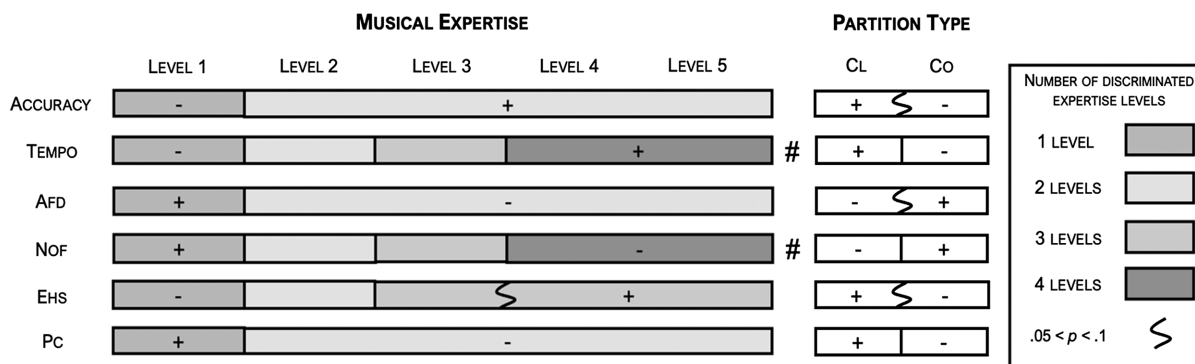 MUSICAL EXPERTISE PARTITION TYPE
LEVEL 1 LEVEL 2 LEVEL 3 LEVEL 4 LEVEL 5 CL CO
NUMBER OF DISCRIMINATED
EXPERTISE LEVELS
ACCURACY - + + -
1 LEVEL
TEMPO - + # + -
2 LEVELS
AFD + - - +
3 LEVELS
NOF + - # - +
4 LEVELS
EHS - + + -
.05 < p < .1
PC + - + -